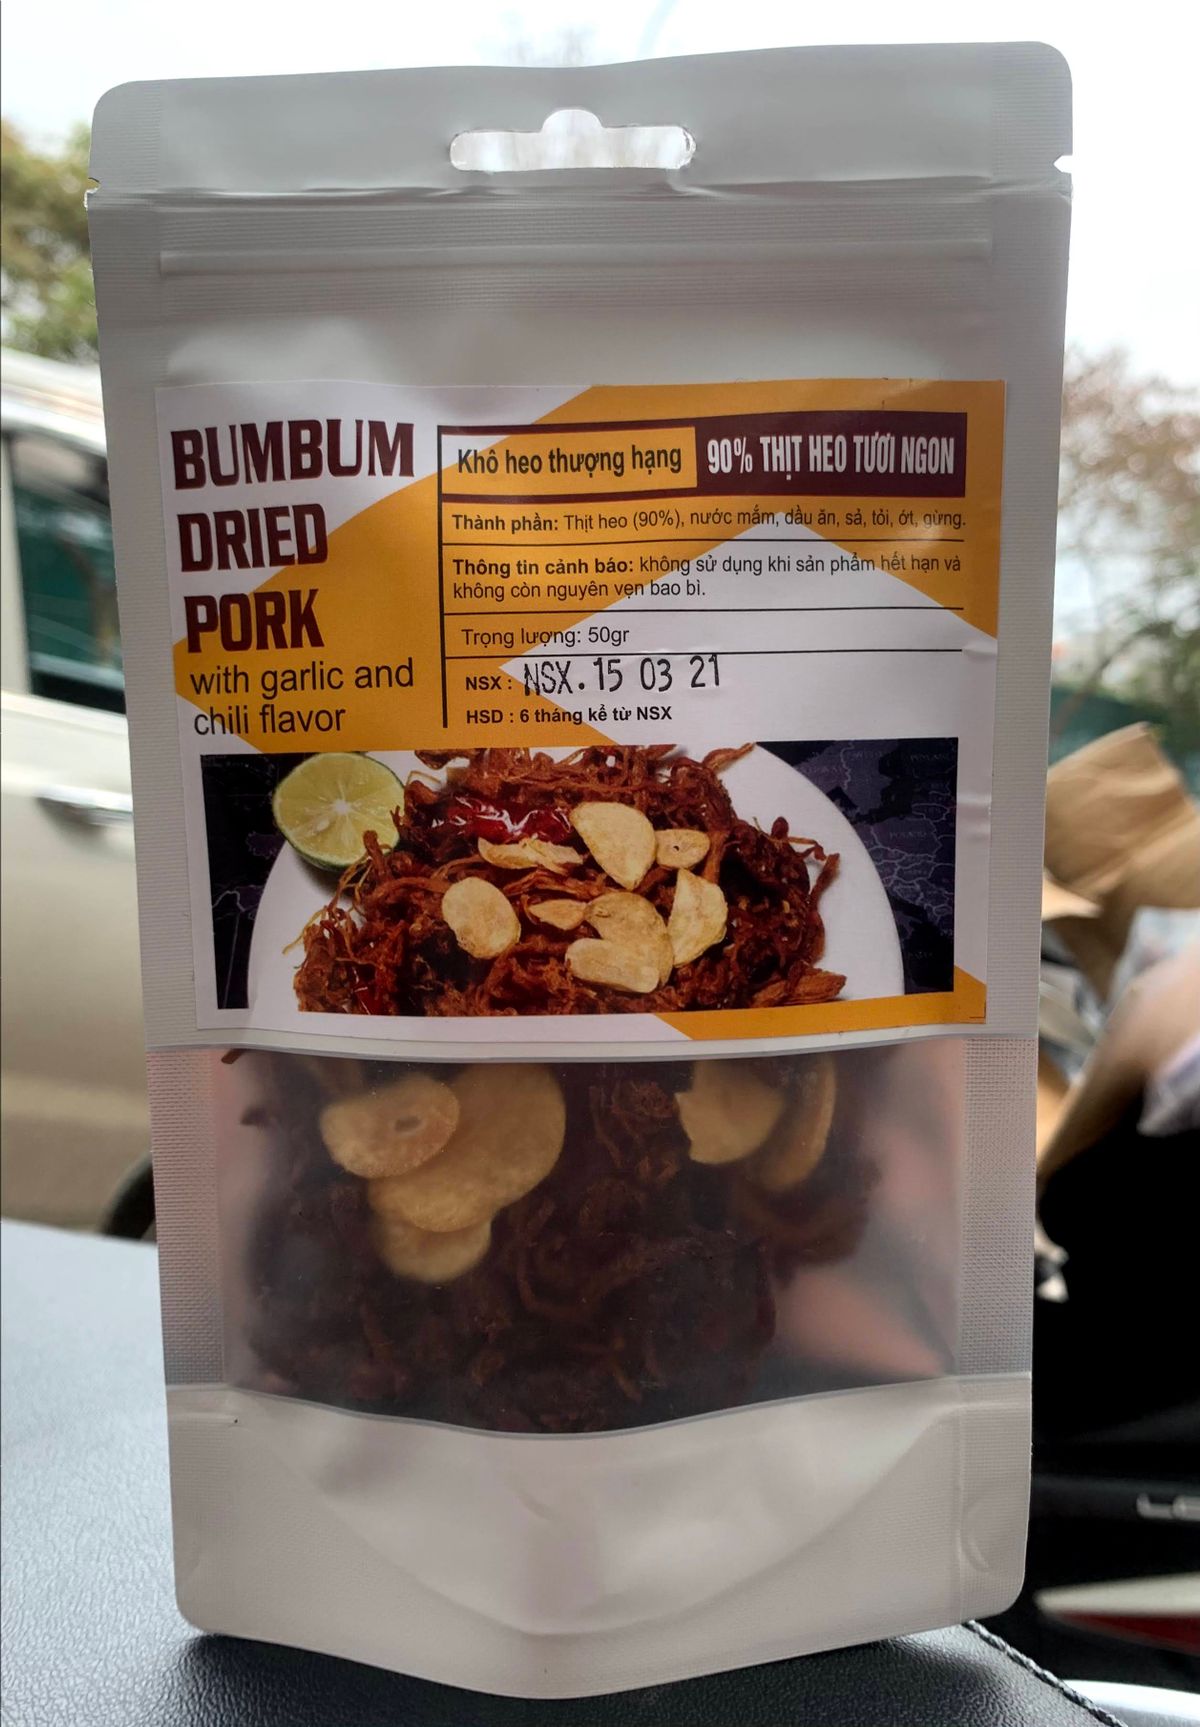 BUMBUM
DRIED
PORK
with garlic and
chili flavor
Khô heo thượng hạng
90% THỊT HEO TƯƠI NGON
Thành phần: Thịt heo (90%), nước mắm, dầu ăn, sả, tỏi, ớt, gừng.
Thông tin cảnh báo: không sử dụng khi sản phẩm hết hạn và
không còn nguyên vẹn bao bì.
Trọng lượng: 50gr
NSX : NSX. 15 03 21
HSD : 6 tháng kể từ NSX